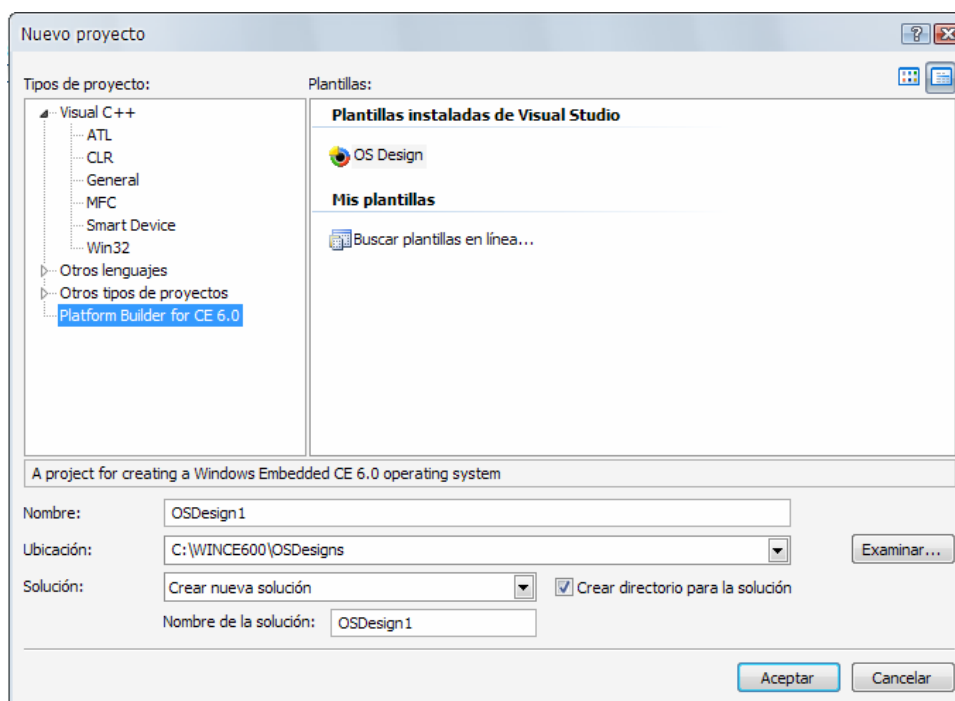 Nuevo proyecto
Tipos de proyecto:
Plantillas:
Visual C++
ATL
CLR
General
MFC
Smart Device
Win32
Otros lenguajes
Otros tipos de proyectos
Platform Builder for CE 6.0
Plantillas instaladas de Visual Studio
OS Design
Mis plantillas
Buscar plantillas en línea...
A project for creating a Windows Embedded CE 6.0 operating system
Nombre:
OSDesign1
Ubicación:
C:\WINCE600\OSDesigns
Examinar...
Solución:
Crear nueva solución
Crear directorio para la solución
Nombre de la solución:
OSDesign1
Aceptar
Cancelar